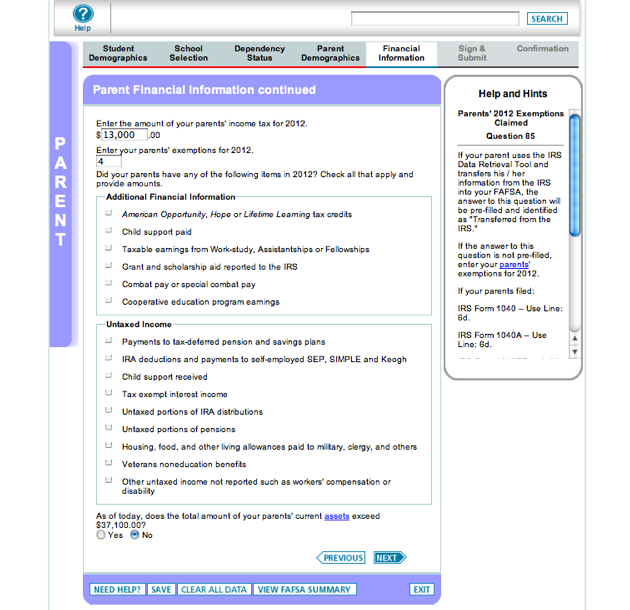 Help
SEARCH
Student Demographics
School Selection
Dependency Status
Parent Demographics
Financial Information
Sign & Submit
Confirmation
PARENT
Parent Financial Information continued
Enter the amount of your parents' income tax for 2012.
$ 13,000 .00
Enter your parents' exemptions for 2012.
4
Did your parents have any of the following items in 2012? Check all that apply and
provide amounts.
Additional Financial Information
American Opportunity, Hope or Lifetime Learning tax credits
Child support paid
Taxable earnings from Work-study, Assistantships or Fellowships
Grant and scholarship aid reported to the IRS
Combat pay or special combat pay
Cooperative education program earnings
Untaxed Income
Payments to tax-deferred pension and savings plans
IRA deductions and payments to self-employed SEP, SIMPLE and Keogh
Child support received
Tax exempt interest income
Untaxed portions of IRA distributions
Untaxed portions of pensions
Housing, food, and other living allowances paid to military, clergy, and others
Veterans noneducation benefits
Other untaxed income not reported such as workers' compensation or
disability
As of today, does the total amount of your parents' current assets exceed
$37,100.00?
Yes No
PREVIOUS NEXT
NEED HELP? SAVE CLEAR ALL DATA VIEW FAFSA SUMMARY EXIT
Help and Hints
Parents' 2012 Exemptions
Claimed
Question 85
If your parent uses the IRS
Data Retrieval Tool and
transfers his / her
information from the IRS
into your FAFSA, the
answer to this question will
be pre-filled and identified
as "Transferred from the
IRS."
If the answer to this
question is not pre-filled,
enter your parents'
exemptions for 2012.
If your parents filed:
IRS Form 1040 – Use Line:
6d.
IRS Form 1040A – Use
Line: 6d.